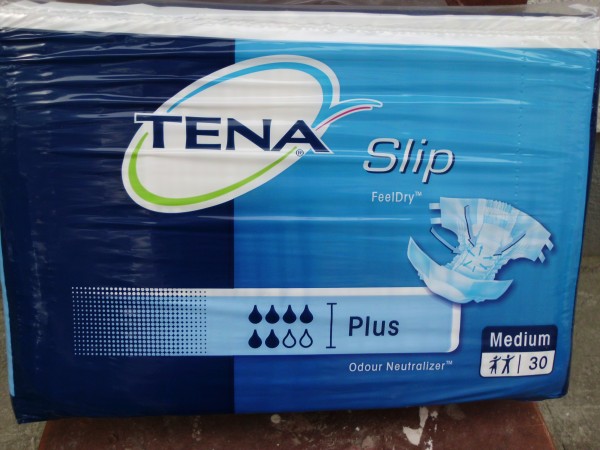 TENA®
Slip
FeelDry™
Plus
Odour Neutralizer™
Medium
30